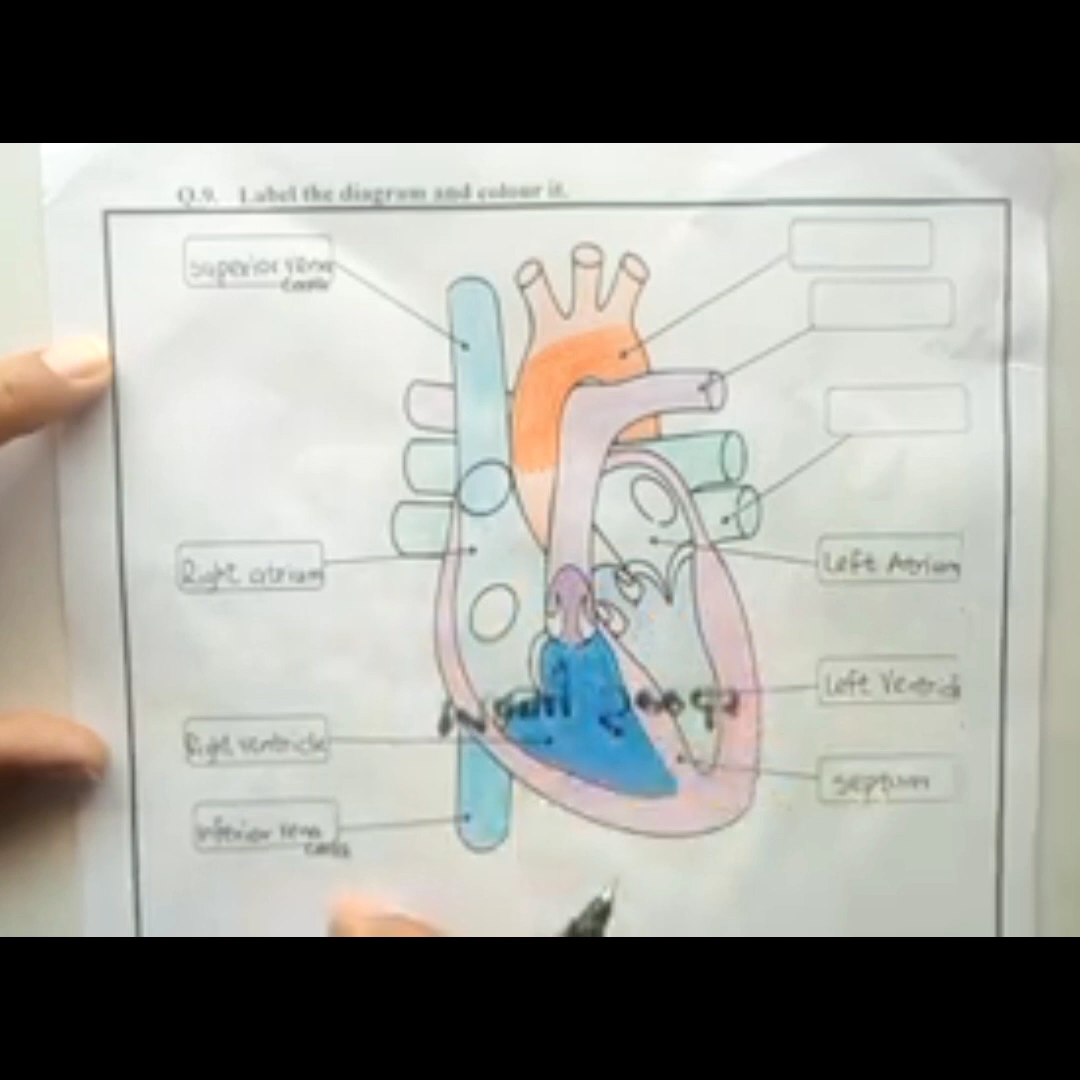 Q.9. Label the diagram and colour it.
Superior vena
cava
Right atrium
Left Atrium
Left Ventricle
Right ventricle
septum
inferior vena
cava